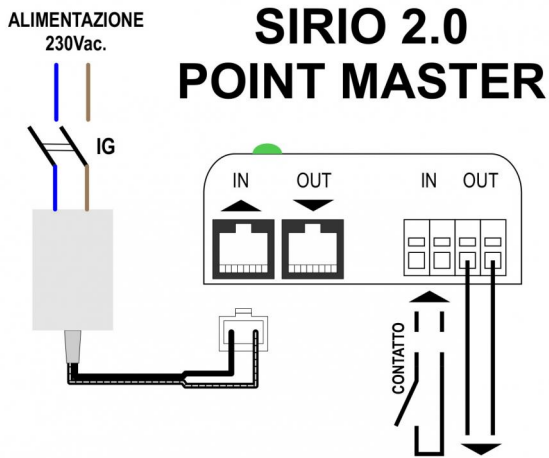 ALIMENTAZIONE
230Vac.
SIRIO 2.0
POINT MASTER
IG
IN OUT IN OUT
CONTATTO